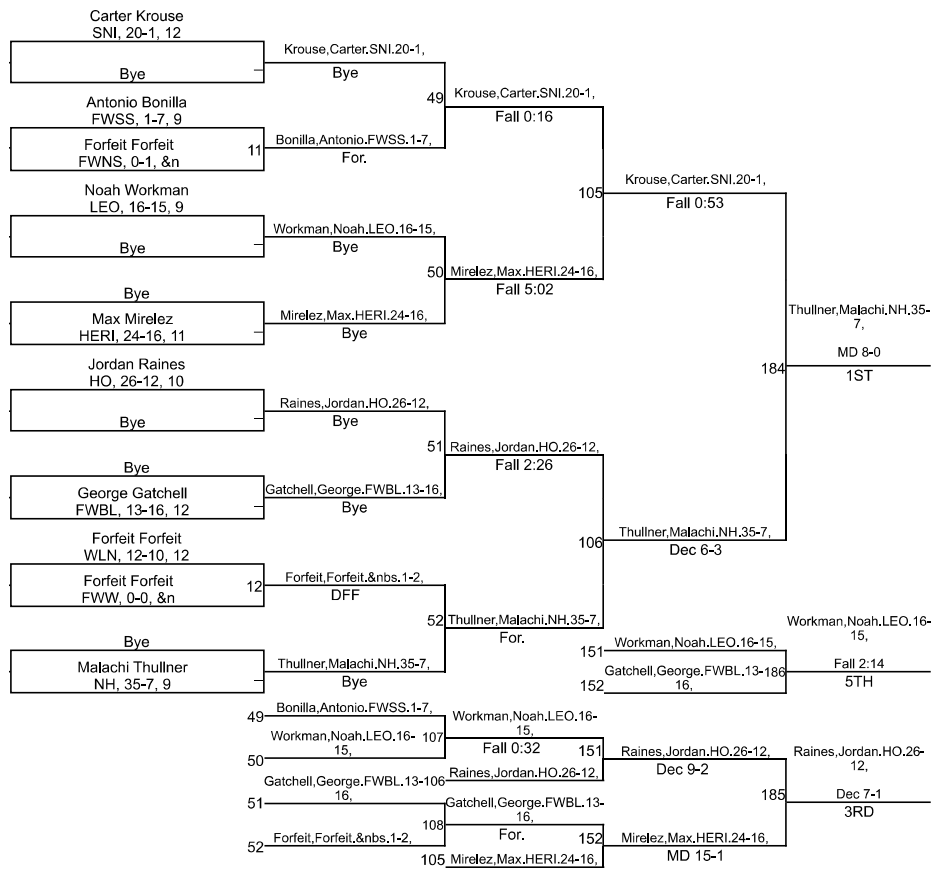 Carter Krouse
SNI, 20-1, 12
Bye
Krouse,Carter.SNI.20-1,
Bye
Antonio Bonilla
FWSS, 1-7, 9
Forfeit Forfeit
FWNS, 0-1, &n
11
Bonilla,Antonio.FWSS.1-7,
For.
49
Krouse,Carter.SNI.20-1,
Fall 0:16
Noah Workman
LEO, 16-15, 9
Bye
Workman,Noah.LEO.16-15,
Bye
Bye
Max Mirelez
HERI, 24-16, 11
Mirelez,Max.HERI.24-16,
Bye
50
Mirelez,Max.HERI.24-16,
Fall 5:02
105
Krouse,Carter.SNI.20-1,
Fall 0:53
Jordan Raines
HO, 26-12, 10
Bye
Raines,Jordan.HO.26-12,
Bye
Bye
George Gatchell
FWBL, 13-16, 12
Gatchell,George.FWBL.13-16,
Bye
51
Raines,Jordan.HO.26-12,
Fall 2:26
Forfeit Forfeit
WLN, 12-10, 12
Forfeit Forfeit
FWW, 0-0, &n
12
Forfeit,Forfeit.&nbs.1-2,
DFF
Bye
Malachi Thullner
NH, 35-7, 9
Thullner,Malachi.NH.35-7,
Bye
52
Thullner,Malachi.NH.35-7,
For.
106
Thullner,Malachi.NH.35-7,
Dec 6-3
184
Thullner,Malachi.NH.35-
7,
MD 8-0
1ST
151
Workman,Noah.LEO.16-15,
152
Gatchell,George.FWBL.13-
16,
186
Workman,Noah.LEO.16-
15,
Fall 2:14
5TH
49
Bonilla,Antonio.FWSS.1-7,
50
Workman,Noah.LEO.16-
15,
107
Workman,Noah.LEO.16-
15,
Fall 0:32
106
Raines,Jordan.HO.26-12,
151
Raines,Jordan.HO.26-12,
Dec 9-2
51
Gatchell,George.FWBL.13-
16,
52
Forfeit,Forfeit.&nbs.1-2,
108
Gatchell,George.FWBL.13-
16,
For.
105
Mirelez,Max.HERI.24-16,
152
Mirelez,Max.HERI.24-16,
MD 15-1
185
Raines,Jordan.HO.26-
12,
Dec 7-1
3RD